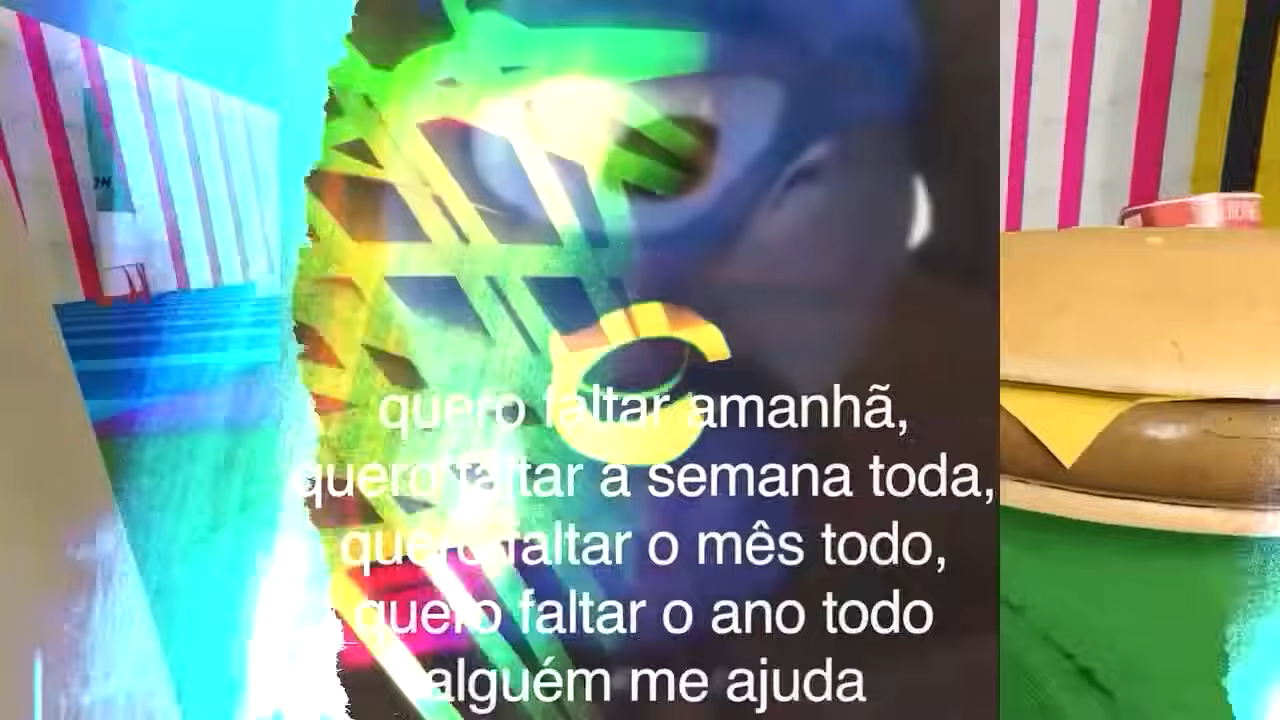 quero faltar amanhã,
quero faltar a semana toda,
quero faltar o mês todo,
quero faltar o ano todo
alguém me ajuda